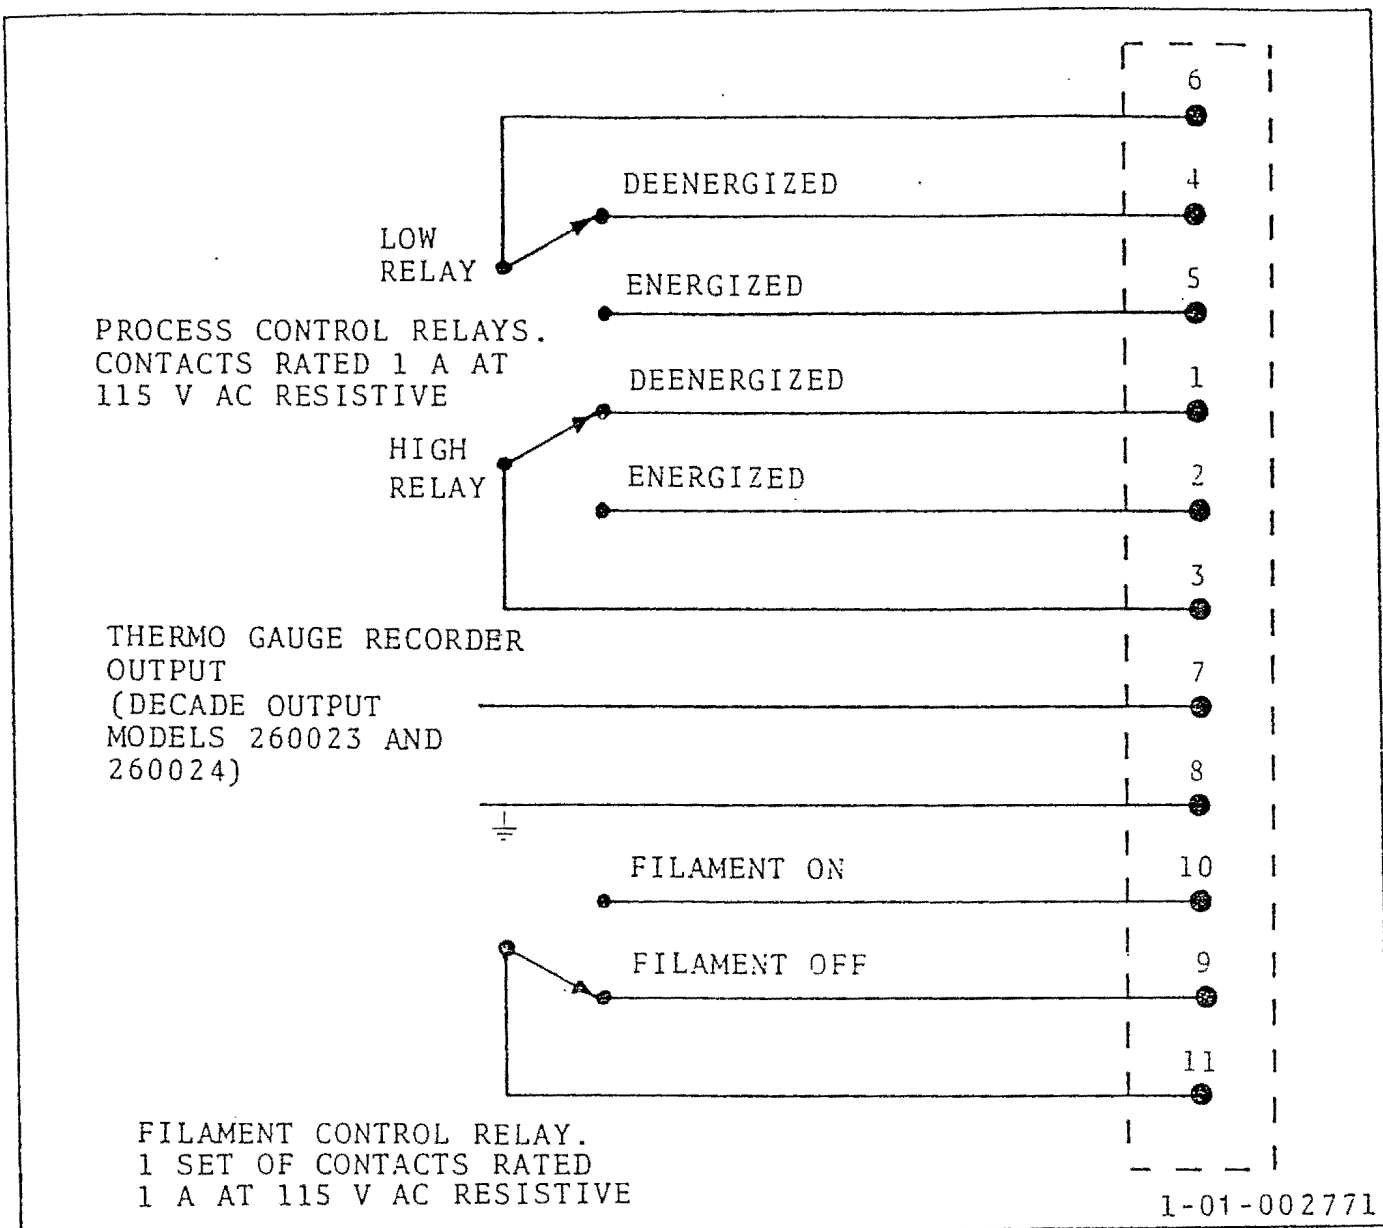 6
DEENERGIZED 4
LOW
RELAY
ENERGIZED 5
PROCESS CONTROL RELAYS.
CONTACTS RATED 1 A AT
115 V AC RESISTIVE
DEENERGIZED 1
HIGH
RELAY
ENERGIZED 2
3
THERMO GAUGE RECORDER
OUTPUT
(DECADE OUTPUT
MODELS 260023 AND
260024)
7
8
FILAMENT ON 10
FILAMENT OFF 9
11
FILAMENT CONTROL RELAY.
1 SET OF CONTACTS RATED
1 A AT 115 V AC RESISTIVE
1-01-002771